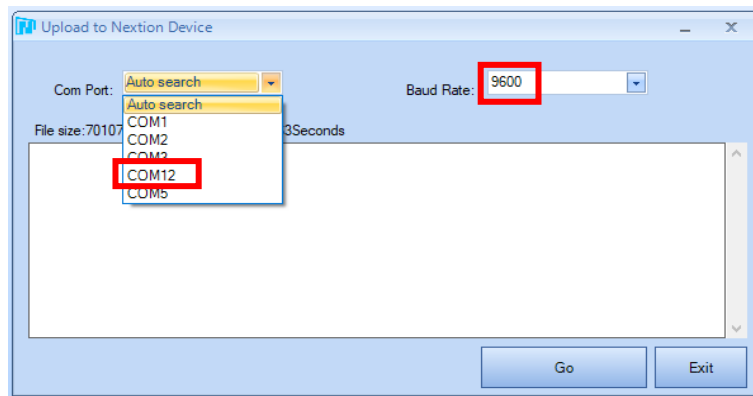 Upload to Nextion Device
Com Port: Auto search
Baud Rate: 9600
Auto search
COM1
COM2
COM3
COM12
COM5
File size:70107
3Seconds
Go
Exit